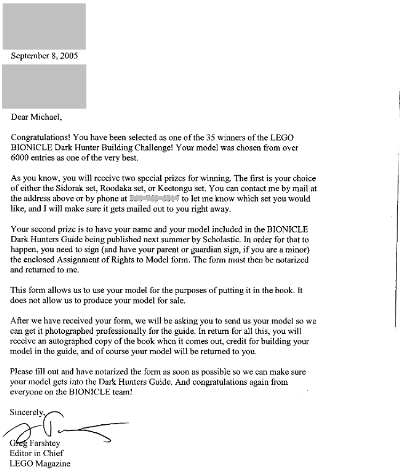 September 8, 2005
Dear Michael,
Congratulations! You have been selected as one of the 35 winners of the LEGO
BIONICLE Dark Hunter Building Challenge! Your model was chosen from over
6000 entries as one of the very best.
As you know, you will receive two special prizes for winning. The first is your choice
of either the Sidorak set, Roodaka set, or Keetongu set. You can contact me by mail at
the address above or by phone at to let me know which set you would
like, and I will make sure it gets mailed out to you right away.
Your second prize is to have your name and your model included in the BIONICLE
Dark Hunters Guide being published next summer by Scholastic. In order for that to
happen, you need to sign (and have your parent or guardian sign, if you are a minor)
the enclosed Assignment of Rights to Model form. The form must then be notarized
and returned to me.
This form allows us to use your model for the purposes of putting it in the book. It
does not allow us to produce your model for sale.
After we have received your form, we will be asking you to send us your model so we
can get it photographed professionally for the guide. In return for all this, you will
receive an autographed copy of the book when it comes out, credit for building your
model in the guide, and of course your model will be returned to you.
Please fill out and have notarized the form as soon as possible so we can make sure
your model gets into the Dark Hunters Guide. And congratulations again from
everyone on the BIONICLE team!
Sincerely,
Greg Farshtey
Editor in Chief
LEGO Magazine